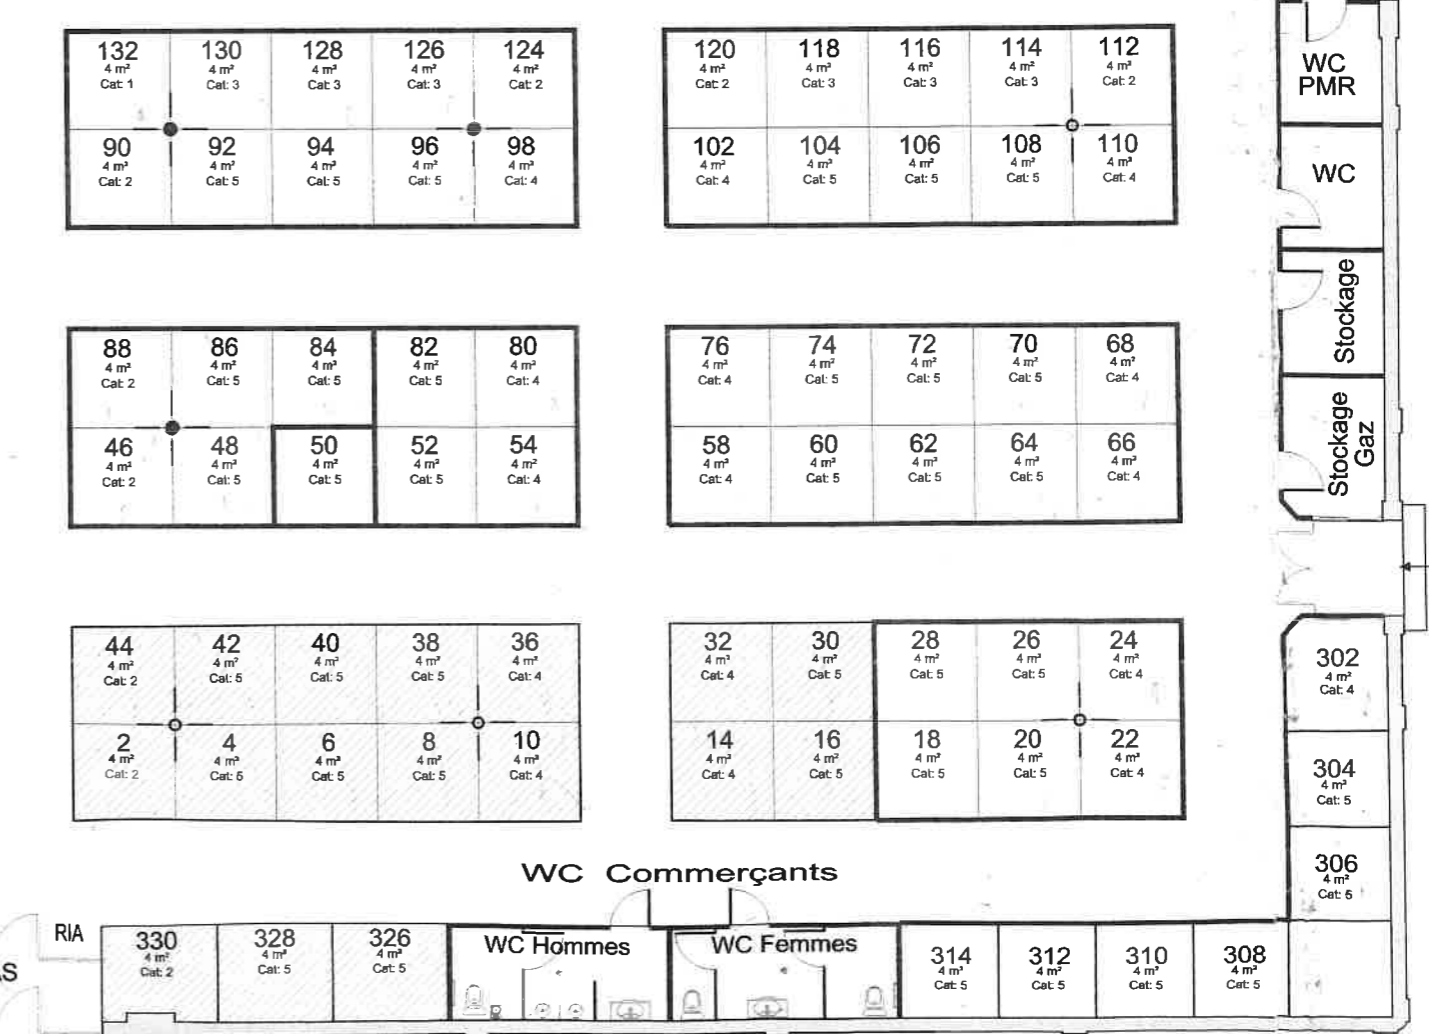 132 130 128 126 124
4 m² 4 m² 4 m² 4 m² 4 m²
Cat: 1 Cat: 3 Cat: 3 Cat: 3 Cat: 2
90 92 94 96 98
4 m² 4 m² 4 m² 4 m² 4 m²
Cat: 2 Cat: 5 Cat: 5 Cat: 5 Cat: 4
120 118 116 114 112
4 m² 4 m² 4 m² 4 m² 4 m²
Cat: 2 Cat: 3 Cat: 3 Cat: 3 Cat: 2
102 104 106 108 110
4 m² 4 m² 4 m² 4 m² 4 m²
Cat: 4 Cat: 5 Cat: 5 Cat: 5 Cat: 4
WC
PMR
WC
Stockage
Stockage
Gaz
88 86 84 82 80
4 m² 4 m² 4 m² 4 m² 4 m²
Cat: 2 Cat: 5 Cat: 5 Cat: 5 Cat: 4
46 48 50 52 54
4 m² 4 m² 4 m² 4 m² 4 m²
Cat: 2 Cat: 5 Cat: 5 Cat: 5 Cat: 4
76 74 72 70 68
4 m² 4 m² 4 m² 4 m² 4 m²
Cat: 4 Cat: 5 Cat: 5 Cat: 5 Cat: 4
58 60 62 64 66
4 m² 4 m² 4 m² 4 m² 4 m²
Cat: 4 Cat: 5 Cat: 5 Cat: 5 Cat: 4
44 42 40 38 36
4 m² 4 m² 4 m² 4 m² 4 m²
Cat: 2 Cat: 5 Cat: 5 Cat: 5 Cat: 4
2 4 6 8 10
4 m² 4 m² 4 m² 4 m² 4 m²
Cat: 2 Cat: 5 Cat: 5 Cat: 5 Cat: 4
32 30 28 26 24
4 m² 4 m² 4 m² 4 m² 4 m²
Cat: 4 Cat: 5 Cat: 5 Cat: 5 Cat: 4
14 16 18 20 22
4 m² 4 m² 4 m² 4 m² 4 m²
Cat: 4 Cat: 5 Cat: 5 Cat: 5 Cat: 4
302
4 m²
Cat: 4
304
4 m²
Cat: 5
306
4 m²
Cat: 5
WC Commerçants
RIA
330 328 326
4 m² 4 m² 4 m²
Cat: 2 Cat: 5 Cat: 5
WC Hommes
WC Femmes
314 312 310 308
4 m² 4 m² 4 m² 4 m²
Cat: 5 Cat: 5 Cat: 5 Cat: 5